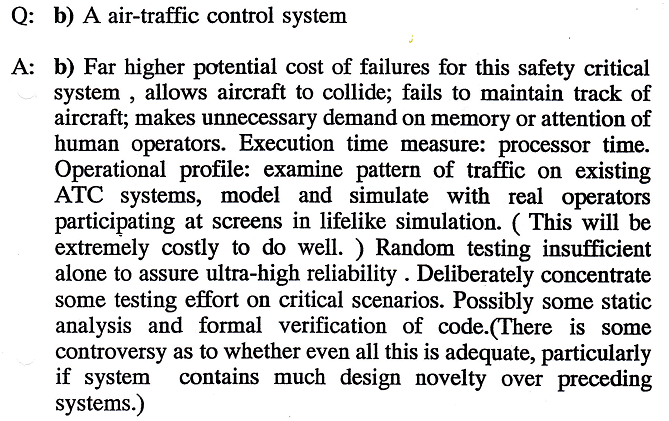 Q: b) A air-traffic control system
A: b) Far higher potential cost of failures for this safety critical
system , allows aircraft to collide; fails to maintain track of
aircraft; makes unnecessary demand on memory or attention of
human operators. Execution time measure: processor time.
Operational profile: examine pattern of traffic on existing
ATC systems, model and simulate with real operators
participating at screens in lifelike simulation. ( This will be
extremely costly to do well. ) Random testing insufficient
alone to assure ultra-high reliability . Deliberately concentrate
some testing effort on critical scenarios. Possibly some static
analysis and formal verification of code.(There is some
controversy as to whether even all this is adequate, particularly
if system contains much design novelty over preceding
systems.)